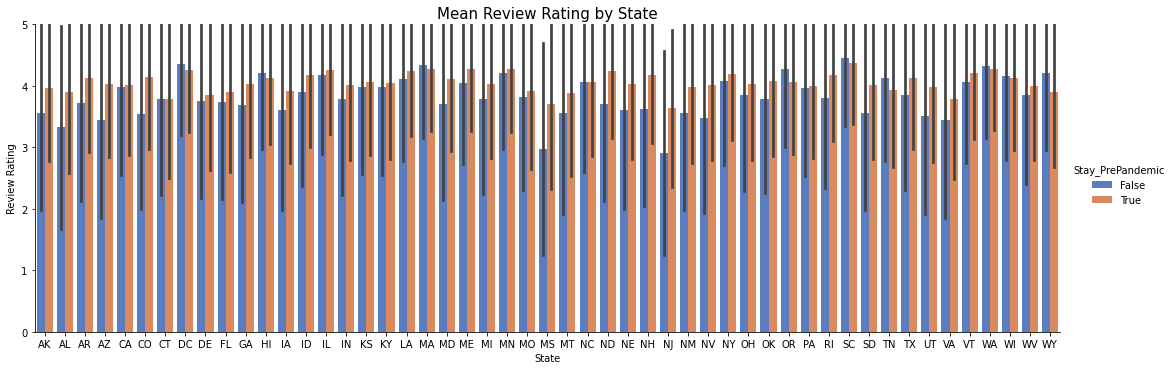 Mean Review Rating by State
5
4
3
2
1
0
Review Rating
AK AL AR AZ CA CO CT DC DE FL GA HI IA ID IL IN KS KY LA MA MD ME MI MN MO MS MT NC ND NE NH NJ NM NV NY OH OK OR PA RI SC SD TN TX UT VA VT WA WI WV WY
State
Stay_PrePandemic
False
True